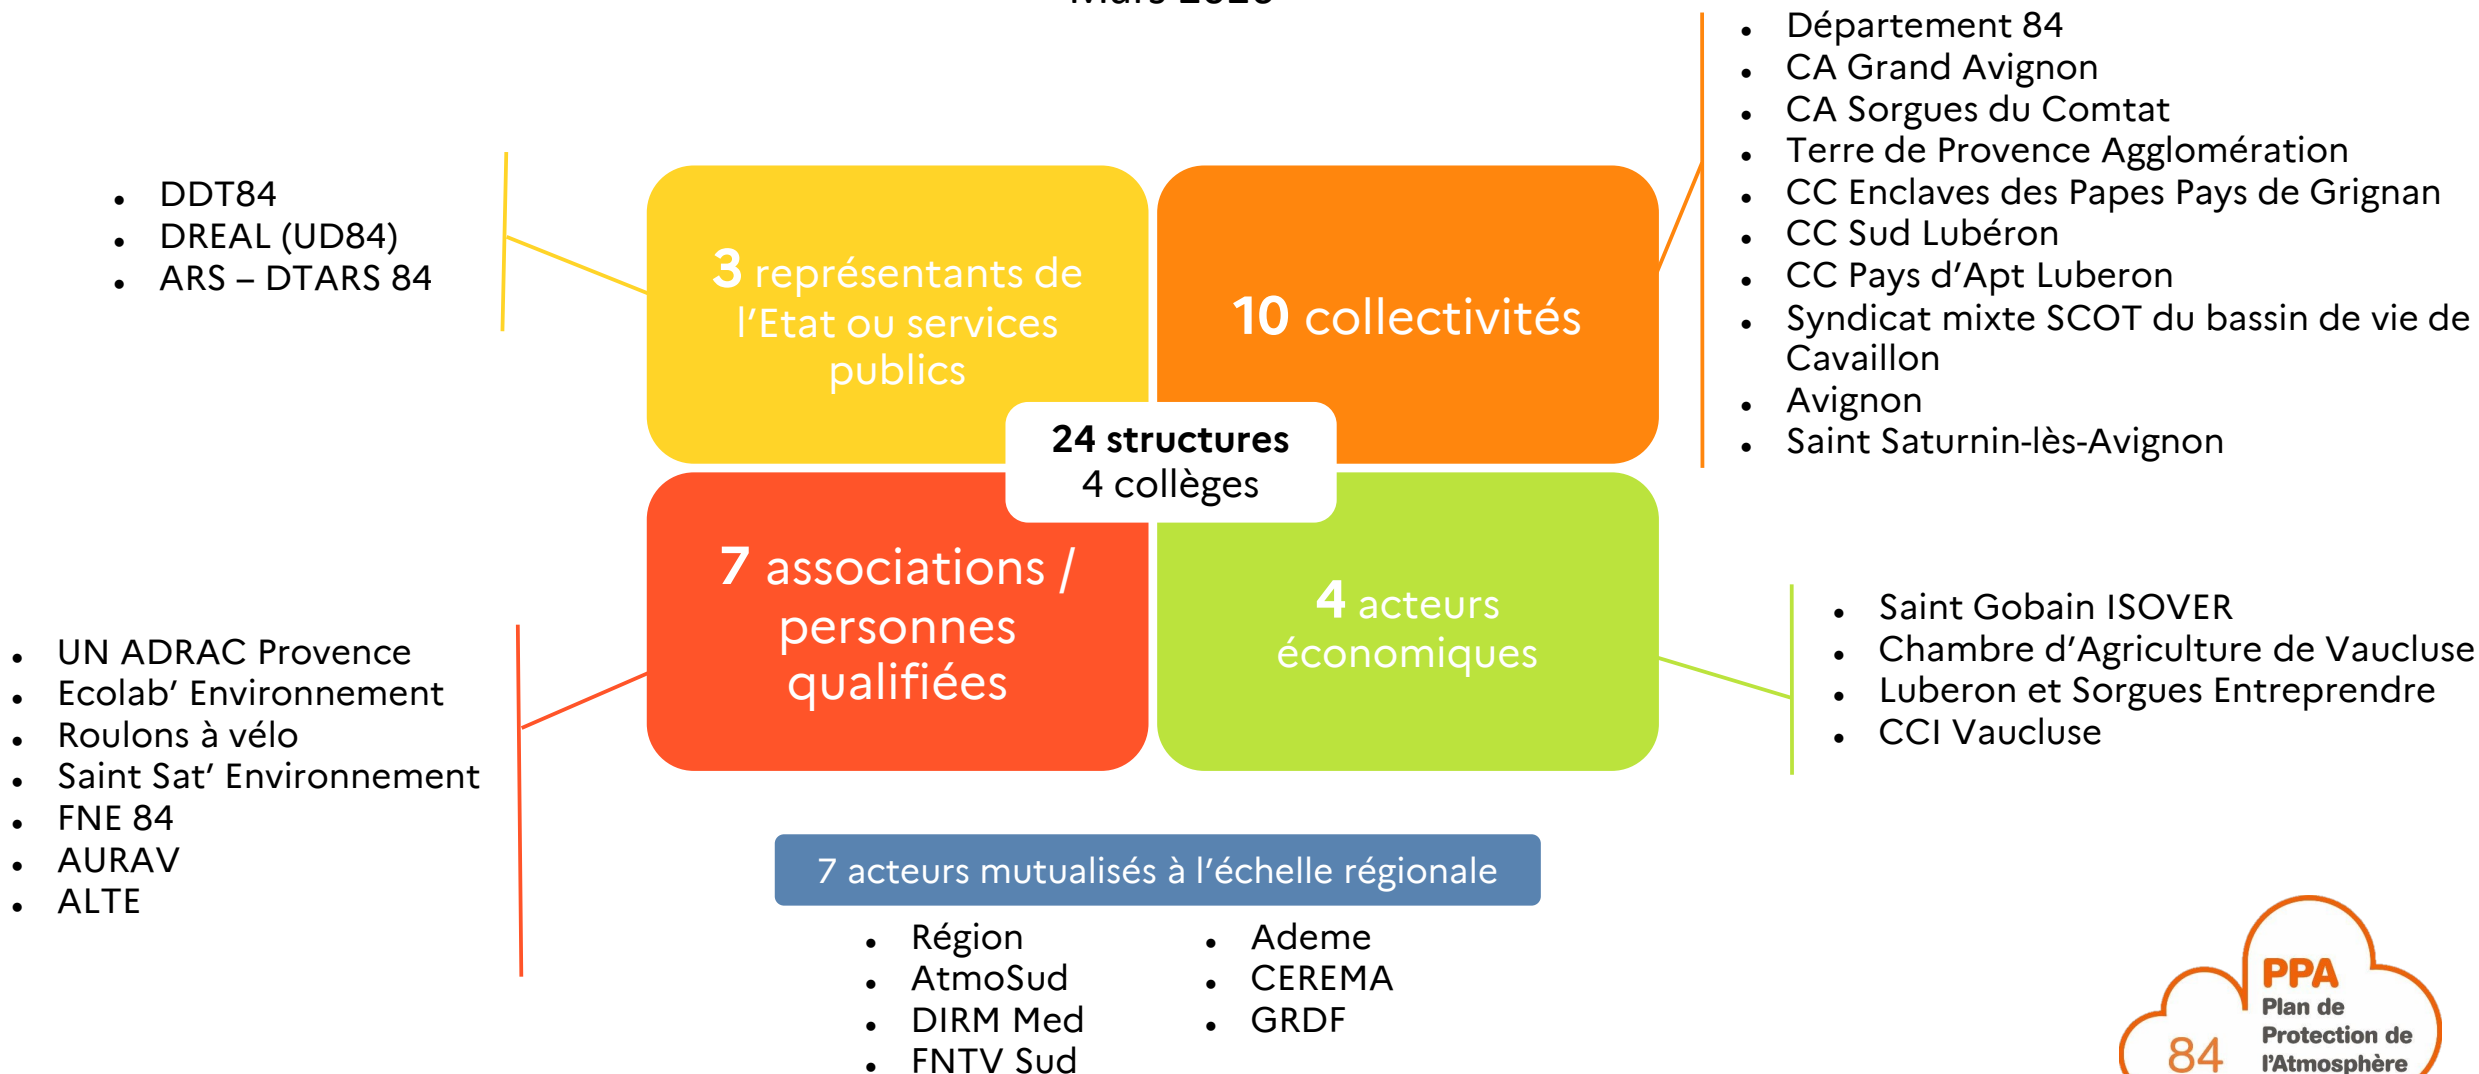 Département 84
CA Grand Avignon
CA Sorgues du Comtat
Terre de Provence Agglomération
CC Enclaves des Papes Pays de Grignan
CC Sud Lubéron
CC Pays d'Apt Luberon
Syndicat mixte SCOT du bassin de vie de
Cavaillon
Avignon
Saint Saturnin-lès-Avignon
DDT84
DREAL (UD84)
ARS – DTARS 84
3 représentants de
l'Etat ou services
publics
10 collectivités
24 structures
4 collèges
7 associations /
personnes
qualifiées
4 acteurs
économiques
UN ADRAC Provence
Ecolab' Environnement
Roulons à vélo
Saint Sat' Environnement
FNE 84
AURAV
ALTE
Saint Gobain ISOVER
Chambre d'Agriculture de Vaucluse
Luberon et Sorgues Entreprendre
CCI Vaucluse
7 acteurs mutualisés à l'échelle régionale
Région
AtmoSud
DIRM Med
FNTV Sud
Ademe
CEREMA
GRDF
PPA
Plan de
Protection de
l'Atmosphère
84